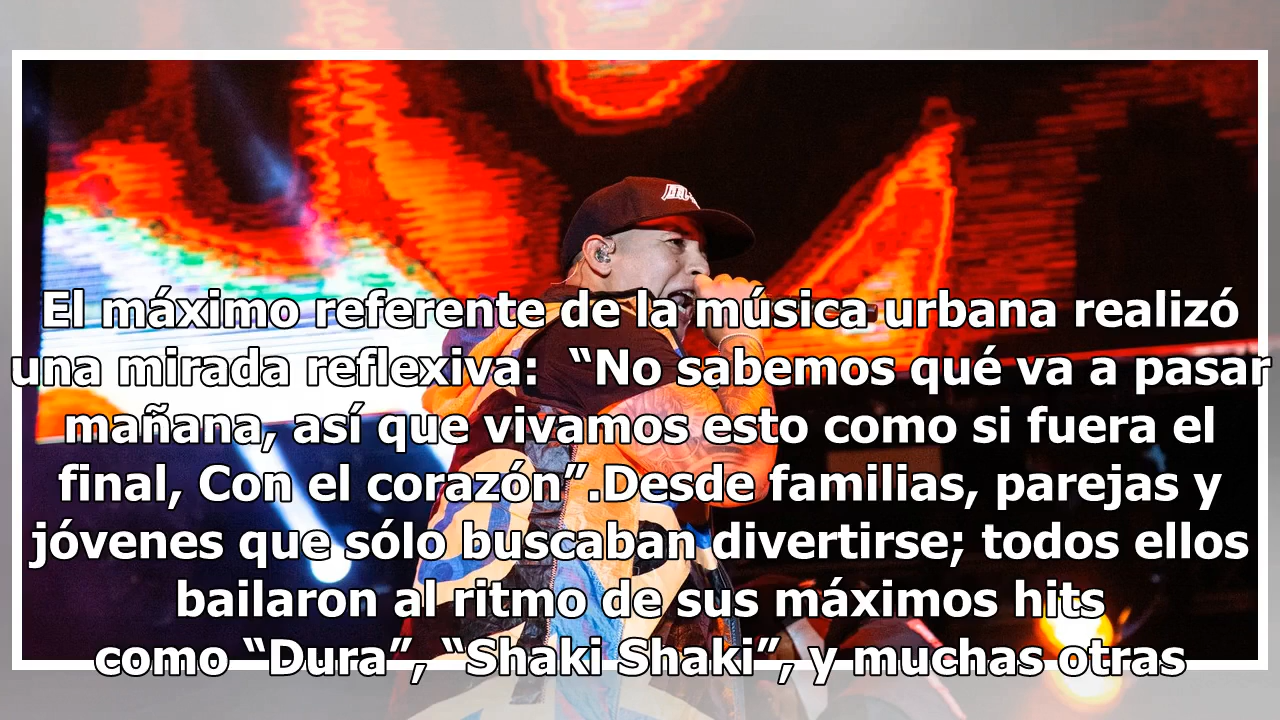 El máximo referente de la música urbana realizó
una mirada reflexiva:  “No sabemos qué va a pasar
mañana, así que vivamos esto como si fuera el
final, Con el corazón”.Desde familias, parejas y
jóvenes que sólo buscaban divertirse; todos ellos
bailaron al ritmo de sus máximos hits
como “Dura”, “Shaki Shaki”, y muchas otras